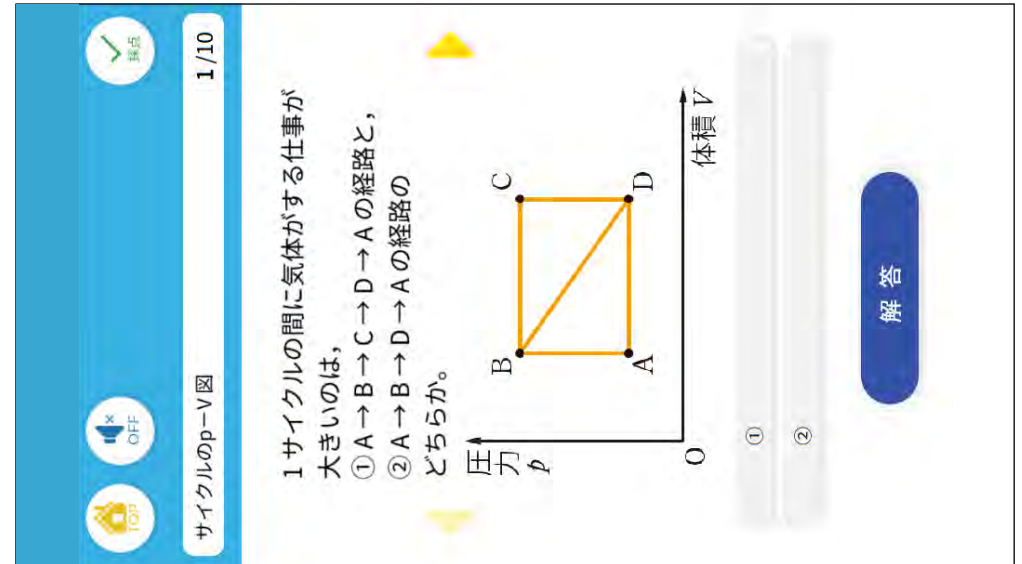 TOP
OFF
採点
サイクルのp－V図
1/10
1サイクルの間に気体がする仕事が
大きいのは，
①A→B→C→D→Aの経路と，
②A→B→D→Aの経路の
どちらか。
圧力 p
B
C
A
D
O
体積 V
①
②
解答